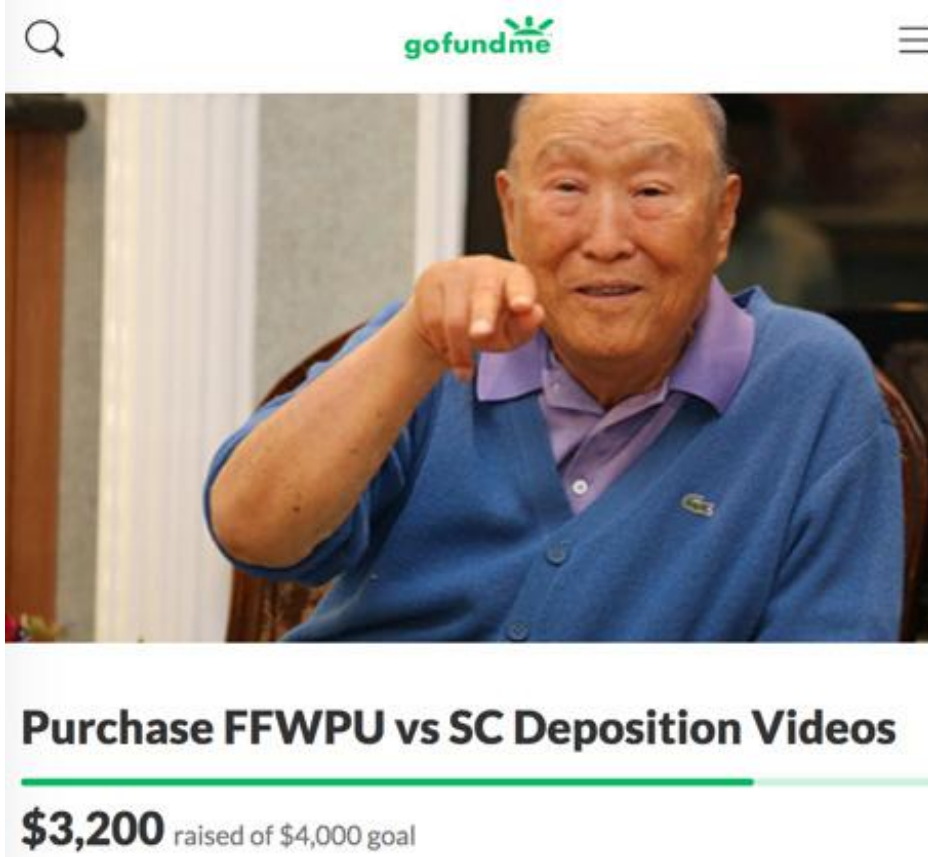 gofundme
Purchase FFWPU vs SC Deposition Videos
$3,200 raised of $4,000 goal